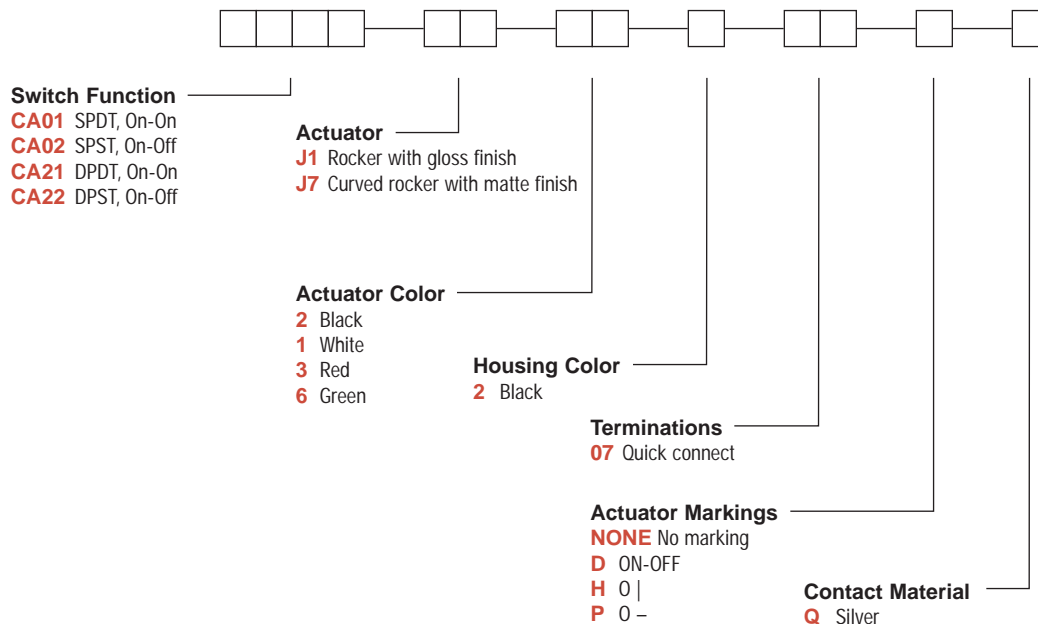 Switch Function
CA01 SPDT, On-On
CA02 SPST, On-Off
CA21 DPDT, On-On
CA22 DPST, On-Off
Actuator
J1 Rocker with gloss finish
J7 Curved rocker with matte finish
Actuator Color
2 Black
1 White
3 Red
6 Green
Housing Color
2 Black
Terminations
07 Quick connect
Actuator Markings
NONE No marking
D ON-OFF
H O |
P O –
Contact Material
Q Silver